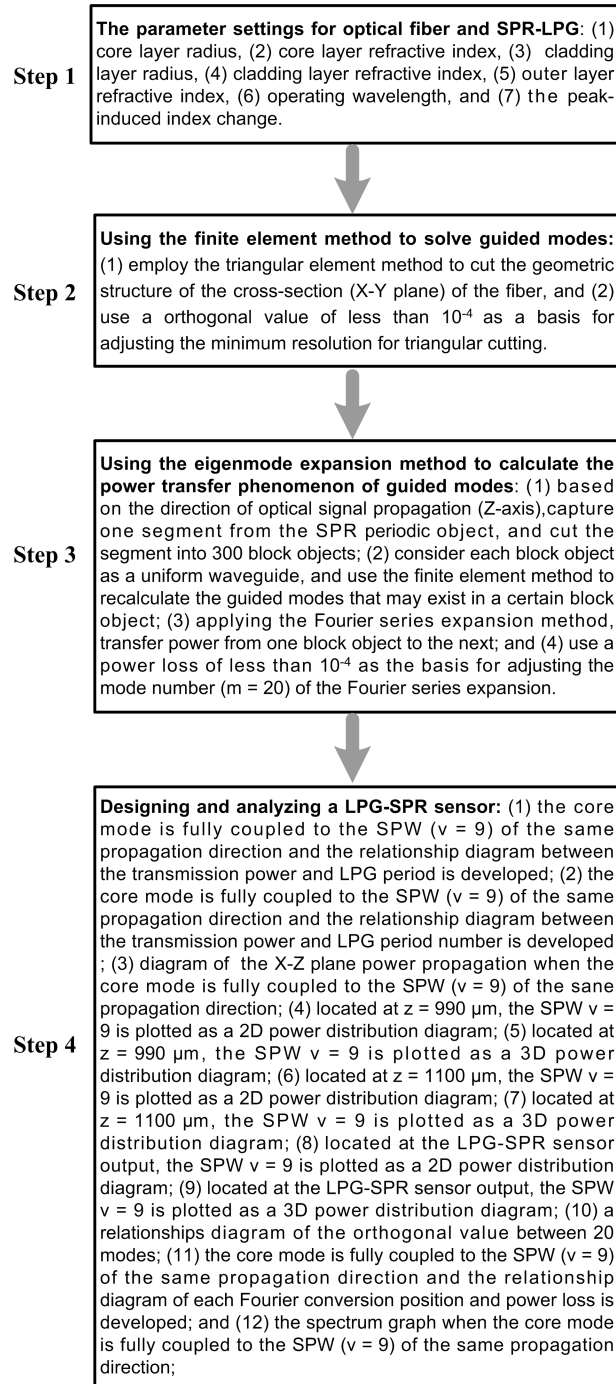 Step 1
The parameter settings for optical fiber and SPR-LPG: (1)
core layer radius, (2) core layer refractive index, (3) cladding
layer radius, (4) cladding layer refractive index, (5) outer layer
refractive index, (6) operating wavelength, and (7) the peak-
induced index change.
Step 2
Using the finite element method to solve guided modes:
(1) employ the triangular element method to cut the geometric
structure of the cross-section (X-Y plane) of the fiber, and (2)
use a orthogonal value of less than 10⁻⁴ as a basis for
adjusting the minimum resolution for triangular cutting.
Step 3
Using the eigenmode expansion method to calculate the
power transfer phenomenon of guided modes: (1) based
on the direction of optical signal propagation (Z-axis),capture
one segment from the SPR periodic object, and cut the
segment into 300 block objects; (2) consider each block object
as a uniform waveguide, and use the finite element method to
recalculate the guided modes that may exist in a certain block
object; (3) applying the Fourier series expansion method,
transfer power from one block object to the next; and (4) use a
power loss of less than 10⁻⁴ as the basis for adjusting the
mode number (m = 20) of the Fourier series expansion.
Step 4
Designing and analyzing a LPG-SPR sensor: (1) the core
mode is fully coupled to the SPW (v = 9) of the same
propagation direction and the relationship diagram between
the transmission power and LPG period is developed; (2) the
core mode is fully coupled to the SPW (v = 9) of the same
propagation direction and the relationship diagram between
the transmission power and LPG period number is developed
; (3) diagram of the X-Z plane power propagation when the
core mode is fully coupled to the SPW (v = 9) of the sane
propagation direction; (4) located at z = 990 µm, the SPW v =
9 is plotted as a 2D power distribution diagram; (5) located at
z = 990 µm, the SPW v = 9 is plotted as a 3D power
distribution diagram; (6) located at z = 1100 µm, the SPW v =
9 is plotted as a 2D power distribution diagram; (7) located at
z = 1100 µm, the SPW v = 9 is plotted as a 3D power
distribution diagram; (8) located at the LPG-SPR sensor
output, the SPW v = 9 is plotted as a 2D power distribution
diagram; (9) located at the LPG-SPR sensor output, the SPW
v = 9 is plotted as a 3D power distribution diagram; (10) a
relationships diagram of the orthogonal value between 20
modes; (11) the core mode is fully coupled to the SPW (v = 9)
of the same propagation direction and the relationship
diagram of each Fourier conversion position and power loss is
developed; and (12) the spectrum graph when the core mode
is fully coupled to the SPW (v = 9) of the same propagation
direction;